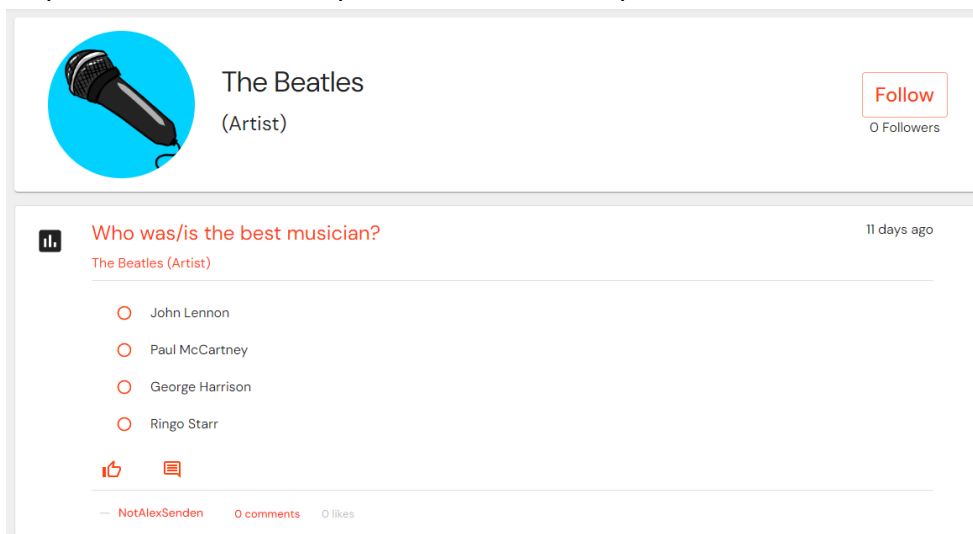 The Beatles
(Artist)
Follow
0 Followers
Who was/is the best musician?
11 days ago
The Beatles (Artist)
John Lennon
Paul McCartney
George Harrison
Ringo Starr
— NotAlexSenden 0 comments 0 likes